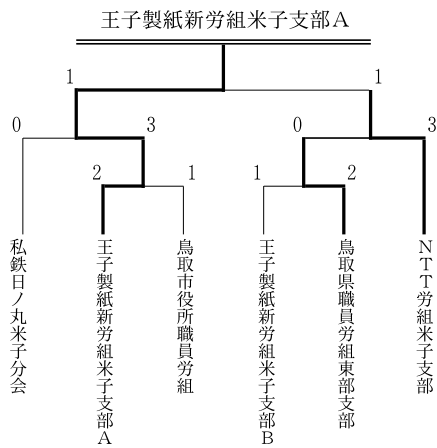 王子製紙新労組米子支部Ａ
1
1
0
3
0
3
2
1
1
2
私鉄日ノ丸米子分会
王子製紙新労組米子支部Ａ
鳥取市役所職員労組
王子製紙新労組米子支部Ｂ
鳥取県職員労組東部支部
ＮＴＴ労組米子支部